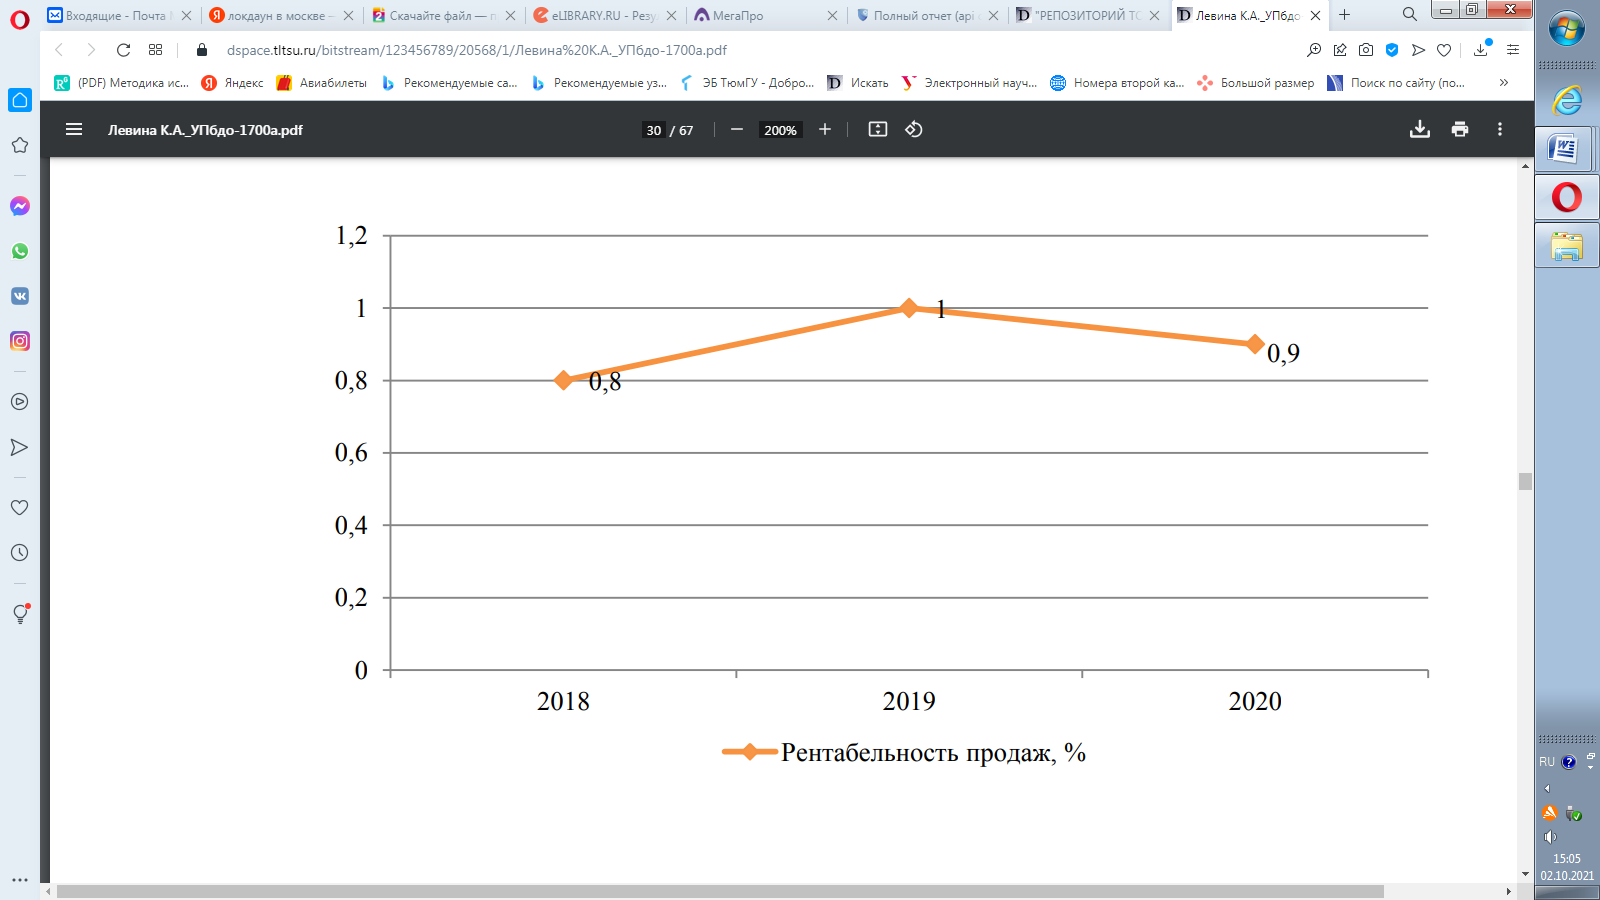 Входящие - Почта
локдаун в москве –
Скачайте файл —
eLIBRARY.RU - Резу
МегаПро
Полный отчет (api
"РЕПОЗИТОРИЙ ТО
Левина К.А._УПбдо
dspace.tltsu.ru/bitstream/123456789/20568/1/Левина%20К.А._УПбдо-1700а.pdf
(PDF) Методика ис...
Яндекс
Авиабилеты
Рекомендуемые са...
Рекомендуемые уз...
ЭБ ТюмГУ - Добро...
Искать
Электронный науч...
Номера второй ка...
Большой размер
Поиск по сайту (по...
»
Левина К.А._УПбдо-1700а.pdf
30 / 67
200%
1,2
1
0,8
0,6
0,4
0,2
0
0,8
1
0,9
2018
2019
2020
Рентабельность продаж, %
RU
15:05
02.10.2021